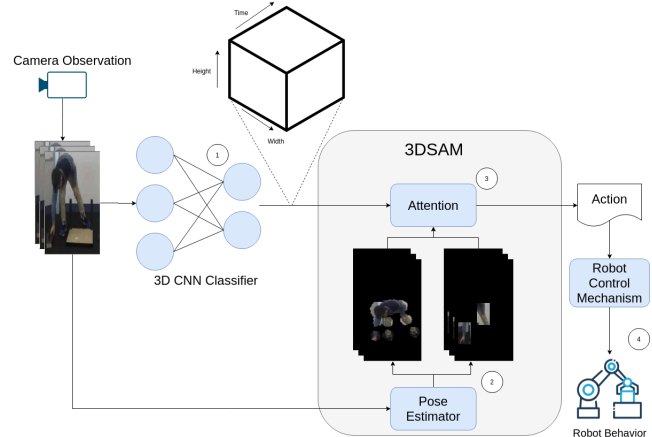 Time
Height
Width
Camera Observation
1
3D CNN Classifier
3DSAM
3
Attention
Action
Robot
Control
Mechanism
4
2
Pose
Estimator
Robot Behavior